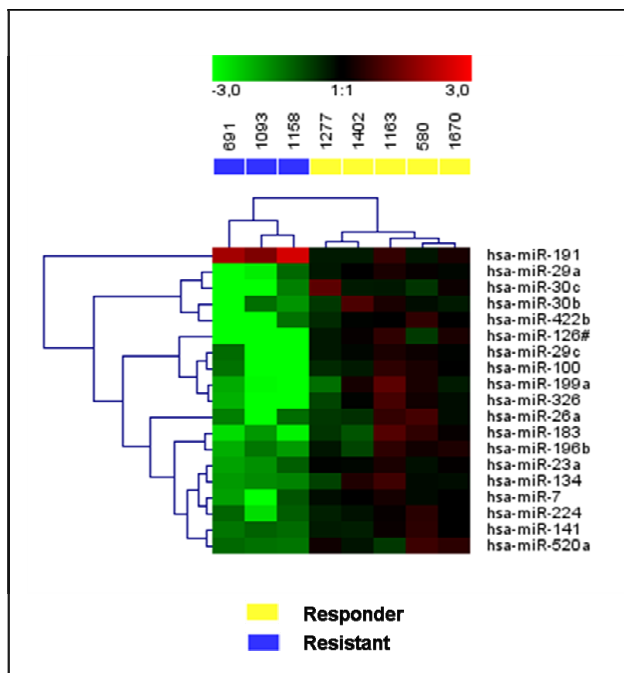 -3,0 1:1 3,0
691 1093 1158 1277 1402 1163 580 1670
hsa-miR-191
hsa-miR-29a
hsa-miR-30c
hsa-miR-30b
hsa-miR-422b
hsa-miR-126#
hsa-miR-29c
hsa-miR-100
hsa-miR-199a
hsa-miR-326
hsa-miR-26a
hsa-miR-183
hsa-miR-196b
hsa-miR-23a
hsa-miR-134
hsa-miR-7
hsa-miR-224
hsa-miR-141
hsa-miR-520a
Responder
Resistant